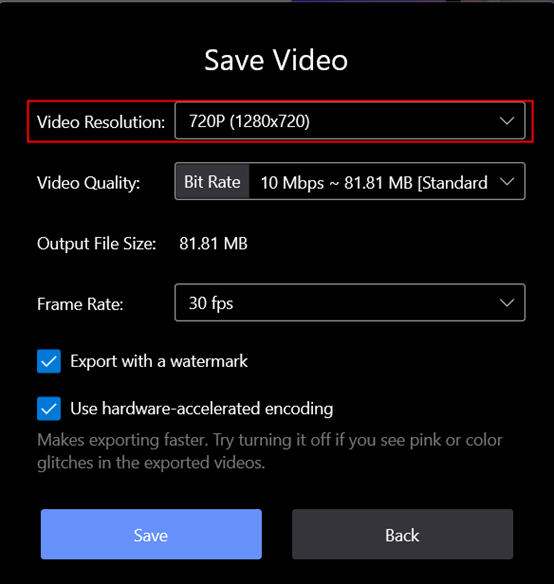 Save Video
Video Resolution: 720P (1280x720)
Video Quality: Bit Rate 10 Mbps ~ 81.81 MB [Standard
Output File Size: 81.81 MB
Frame Rate: 30 fps
Export with a watermark
Use hardware-accelerated encoding
Makes exporting faster. Try turning it off if you see pink or color
glitches in the exported videos.
Save Back